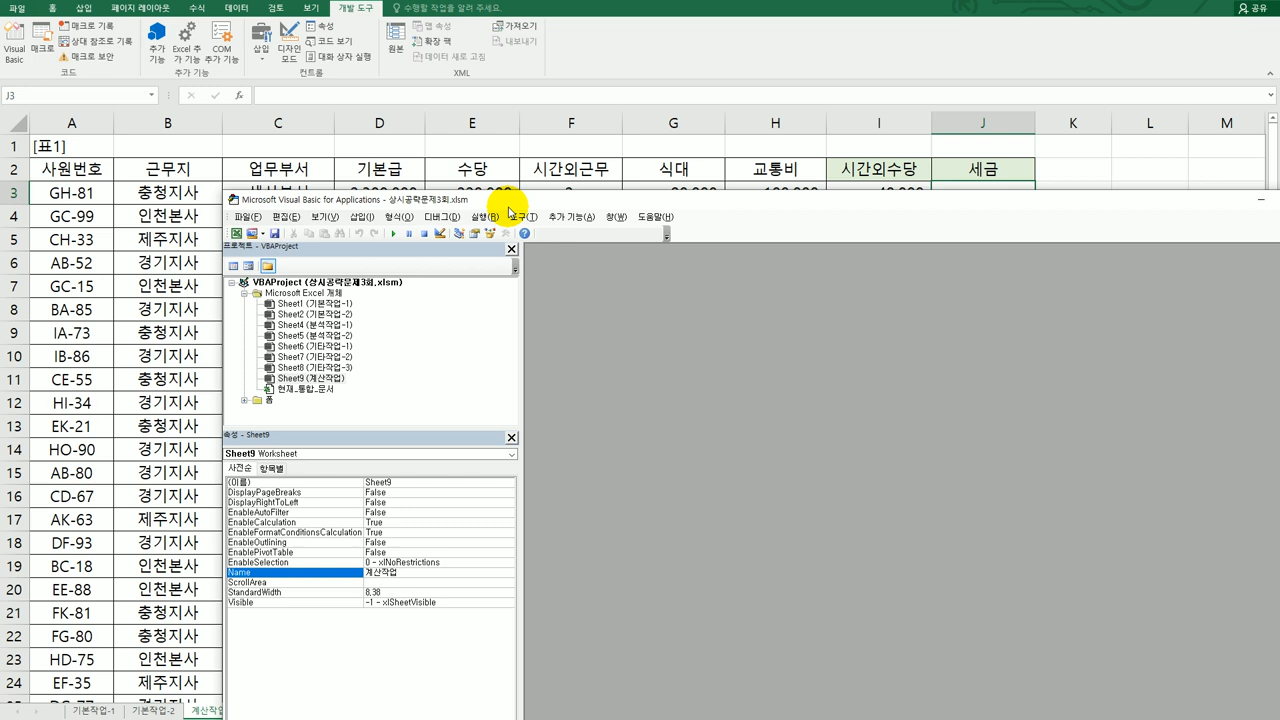 파일 홈 삽입 페이지 레이아웃 수식 데이터 검토 보기 개발 도구 수행할 작업을 알려 주세요. 공유
Visual Basic 매크로 매크로 기록 상대 참조로 기록 매크로 보안
추가 기능 Excel 추가 기능 COM 추가 기능
삽입 디자인 모드 속성 코드 보기 대화 상자 실행
원본 맵 속성 확장 팩 데이터 새로 고침 가져오기 내보내기
코드 추가 기능 컨트롤 XML
J3 fx
A B C D E F G H I J K L M
1 [표1]
2 사원번호 근무지 업무부서 기본급 수당 시간외근무 식대 교통비 시간외수당 세금
3 GH-81 충청지사
4 GC-99 인천본사
5 CH-33 제주지사
6 AB-52 경기지사
7 GC-15 인천본사
8 BA-85 경기지사
9 IA-73 충청지사
10 IB-86 경기지사
11 CE-55 충청지사
12 HI-34 경기지사
13 EK-21 충청지사
14 HO-90 경기지사
15 AB-80 경기지사
16 CD-67 경기지사
17 AK-63 제주지사
18 DF-93 경기지사
19 BC-18 인천본사
20 EE-88 인천본사
21 FK-81 충청지사
22 FG-80 충청지사
23 HD-75 인천본사
24 EF-35 제주지사
기본작업-1 기본작업-2 계산작업
Microsoft Visual Basic for Applications - 상시공략문제3회.xlsm
파일(F) 편집(E) 보기(V) 삽입(I) 형식(O) 디버그(D) 실행(R) 도구(T) 추가 기능(A) 창(W) 도움말(H)
프로젝트 - VBAProject
VBAProject (상시공략문제3회.xlsm)
Microsoft Excel 개체
Sheet1 (기본작업-1)
Sheet2 (기본작업-2)
Sheet4 (분석작업-1)
Sheet5 (분석작업-2)
Sheet6 (기타작업-1)
Sheet7 (기타작업-2)
Sheet8 (기타작업-3)
Sheet9 (계산작업)
현재_통합_문서
폼
속성 - Sheet9
Sheet9 Worksheet
사전순 항목별
(이름) Sheet9
DisplayPageBreaks False
DisplayRightToLeft False
EnableAutoFilter False
EnableCalculation True
EnableFormatConditionsCalculation True
EnableOutlining False
EnablePivotTable False
EnableSelection 0 - xlNoRestrictions
Name 계산작업
ScrollArea
StandardWidth 8,38
Visible -1 - xlSheetVisible